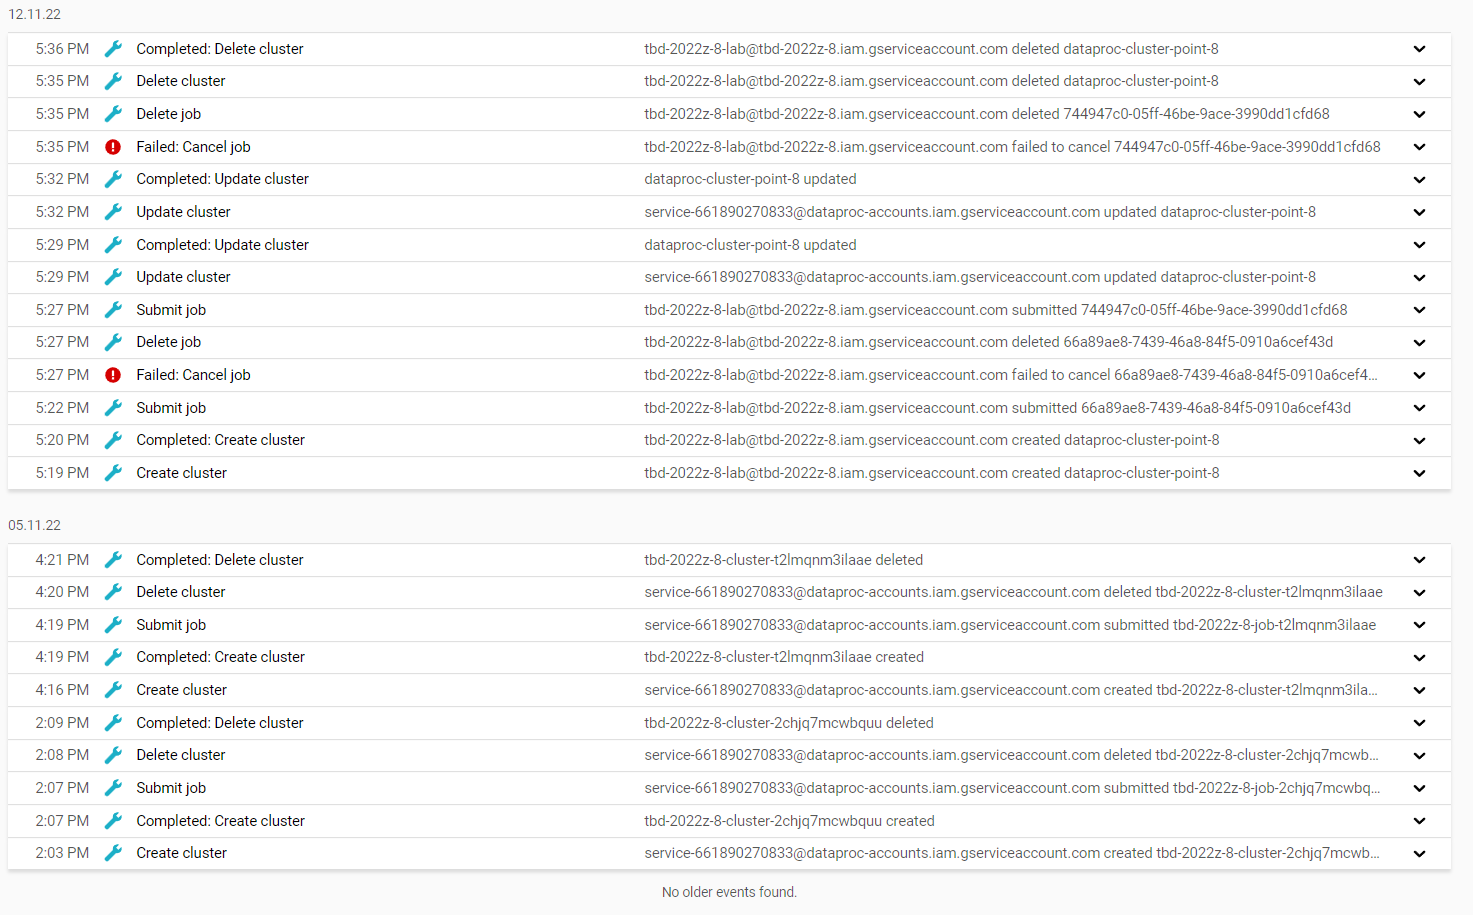 12.11.22
5:36 PM Completed: Delete cluster tbd-2022z-8-lab@tbd-2022z-8.iam.gserviceaccount.com deleted dataproc-cluster-point-8
5:35 PM Delete cluster tbd-2022z-8-lab@tbd-2022z-8.iam.gserviceaccount.com deleted dataproc-cluster-point-8
5:35 PM Delete job tbd-2022z-8-lab@tbd-2022z-8.iam.gserviceaccount.com deleted 744947c0-05ff-46be-9ace-3990dd1cfd68
5:35 PM Failed: Cancel job tbd-2022z-8-lab@tbd-2022z-8.iam.gserviceaccount.com failed to cancel 744947c0-05ff-46be-9ace-3990dd1cfd68
5:32 PM Completed: Update cluster dataproc-cluster-point-8 updated
5:32 PM Update cluster service-661890270833@dataproc-accounts.iam.gserviceaccount.com updated dataproc-cluster-point-8
5:29 PM Completed: Update cluster dataproc-cluster-point-8 updated
5:29 PM Update cluster service-661890270833@dataproc-accounts.iam.gserviceaccount.com updated dataproc-cluster-point-8
5:27 PM Submit job tbd-2022z-8-lab@tbd-2022z-8.iam.gserviceaccount.com submitted 744947c0-05ff-46be-9ace-3990dd1cfd68
5:27 PM Delete job tbd-2022z-8-lab@tbd-2022z-8.iam.gserviceaccount.com deleted 66a89ae8-7439-46a8-84f5-0910a6cef43d
5:27 PM Failed: Cancel job tbd-2022z-8-lab@tbd-2022z-8.iam.gserviceaccount.com failed to cancel 66a89ae8-7439-46a8-84f5-0910a6cef4...
5:22 PM Submit job tbd-2022z-8-lab@tbd-2022z-8.iam.gserviceaccount.com submitted 66a89ae8-7439-46a8-84f5-0910a6cef43d
5:20 PM Completed: Create cluster tbd-2022z-8-lab@tbd-2022z-8.iam.gserviceaccount.com created dataproc-cluster-point-8
5:19 PM Create cluster tbd-2022z-8-lab@tbd-2022z-8.iam.gserviceaccount.com created dataproc-cluster-point-8
05.11.22
4:21 PM Completed: Delete cluster tbd-2022z-8-cluster-t2lmqnm3ilaae deleted
4:20 PM Delete cluster service-661890270833@dataproc-accounts.iam.gserviceaccount.com deleted tbd-2022z-8-cluster-t2lmqnm3ilaae
4:19 PM Submit job service-661890270833@dataproc-accounts.iam.gserviceaccount.com submitted tbd-2022z-8-job-t2lmqnm3ilaae
4:19 PM Completed: Create cluster tbd-2022z-8-cluster-t2lmqnm3ilaae created
4:16 PM Create cluster service-661890270833@dataproc-accounts.iam.gserviceaccount.com created tbd-2022z-8-cluster-t2lmqnm3ila...
2:09 PM Completed: Delete cluster tbd-2022z-8-cluster-2chjq7mcwbquu deleted
2:08 PM Delete cluster service-661890270833@dataproc-accounts.iam.gserviceaccount.com deleted tbd-2022z-8-cluster-2chjq7mcwb...
2:07 PM Submit job service-661890270833@dataproc-accounts.iam.gserviceaccount.com submitted tbd-2022z-8-job-2chjq7mcwbq...
2:07 PM Completed: Create cluster tbd-2022z-8-cluster-2chjq7mcwbquu created
2:03 PM Create cluster service-661890270833@dataproc-accounts.iam.gserviceaccount.com created tbd-2022z-8-cluster-2chjq7mcwb...
No older events found.